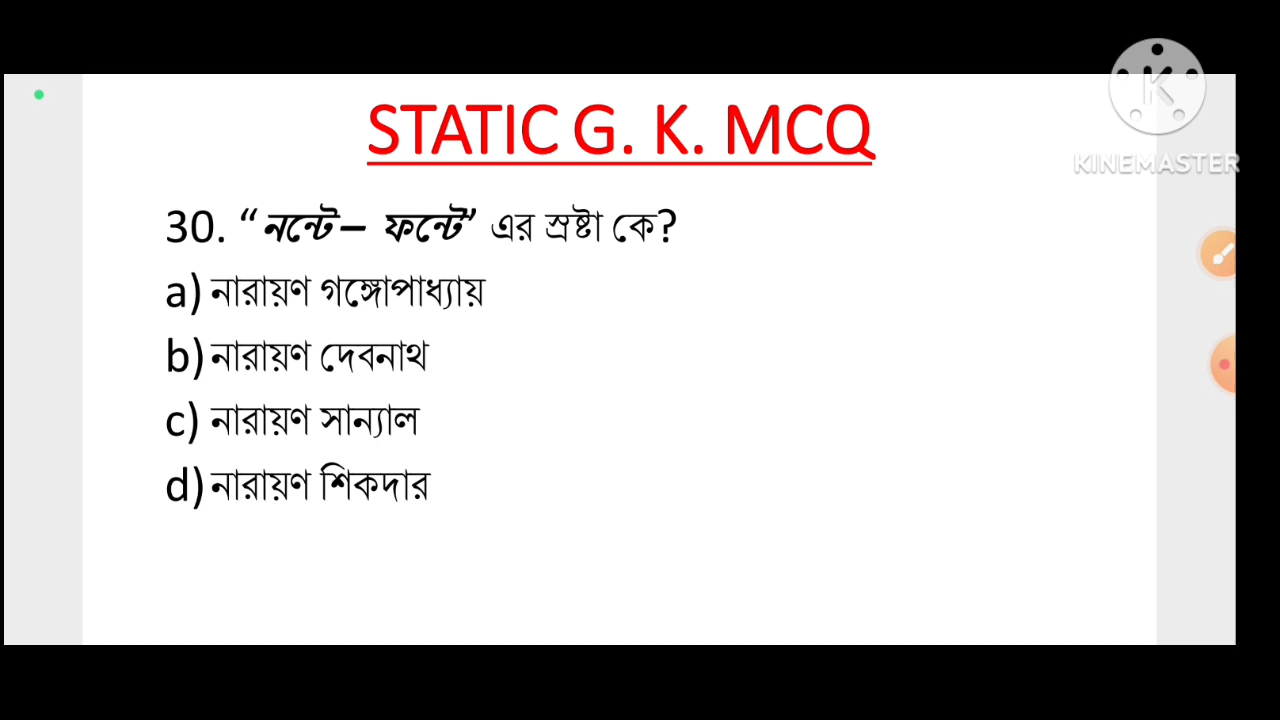 STATIC G. K. MCQ
KINEMASTER
30. “নন্টে – ফন্টে” এর স্রষ্টা কে?
a) নারায়ণ গঙ্গোপাধ্যায়
b) নারায়ণ দেবনাথ
c) নারায়ণ সান্যাল
d) নারায়ণ শিকদার